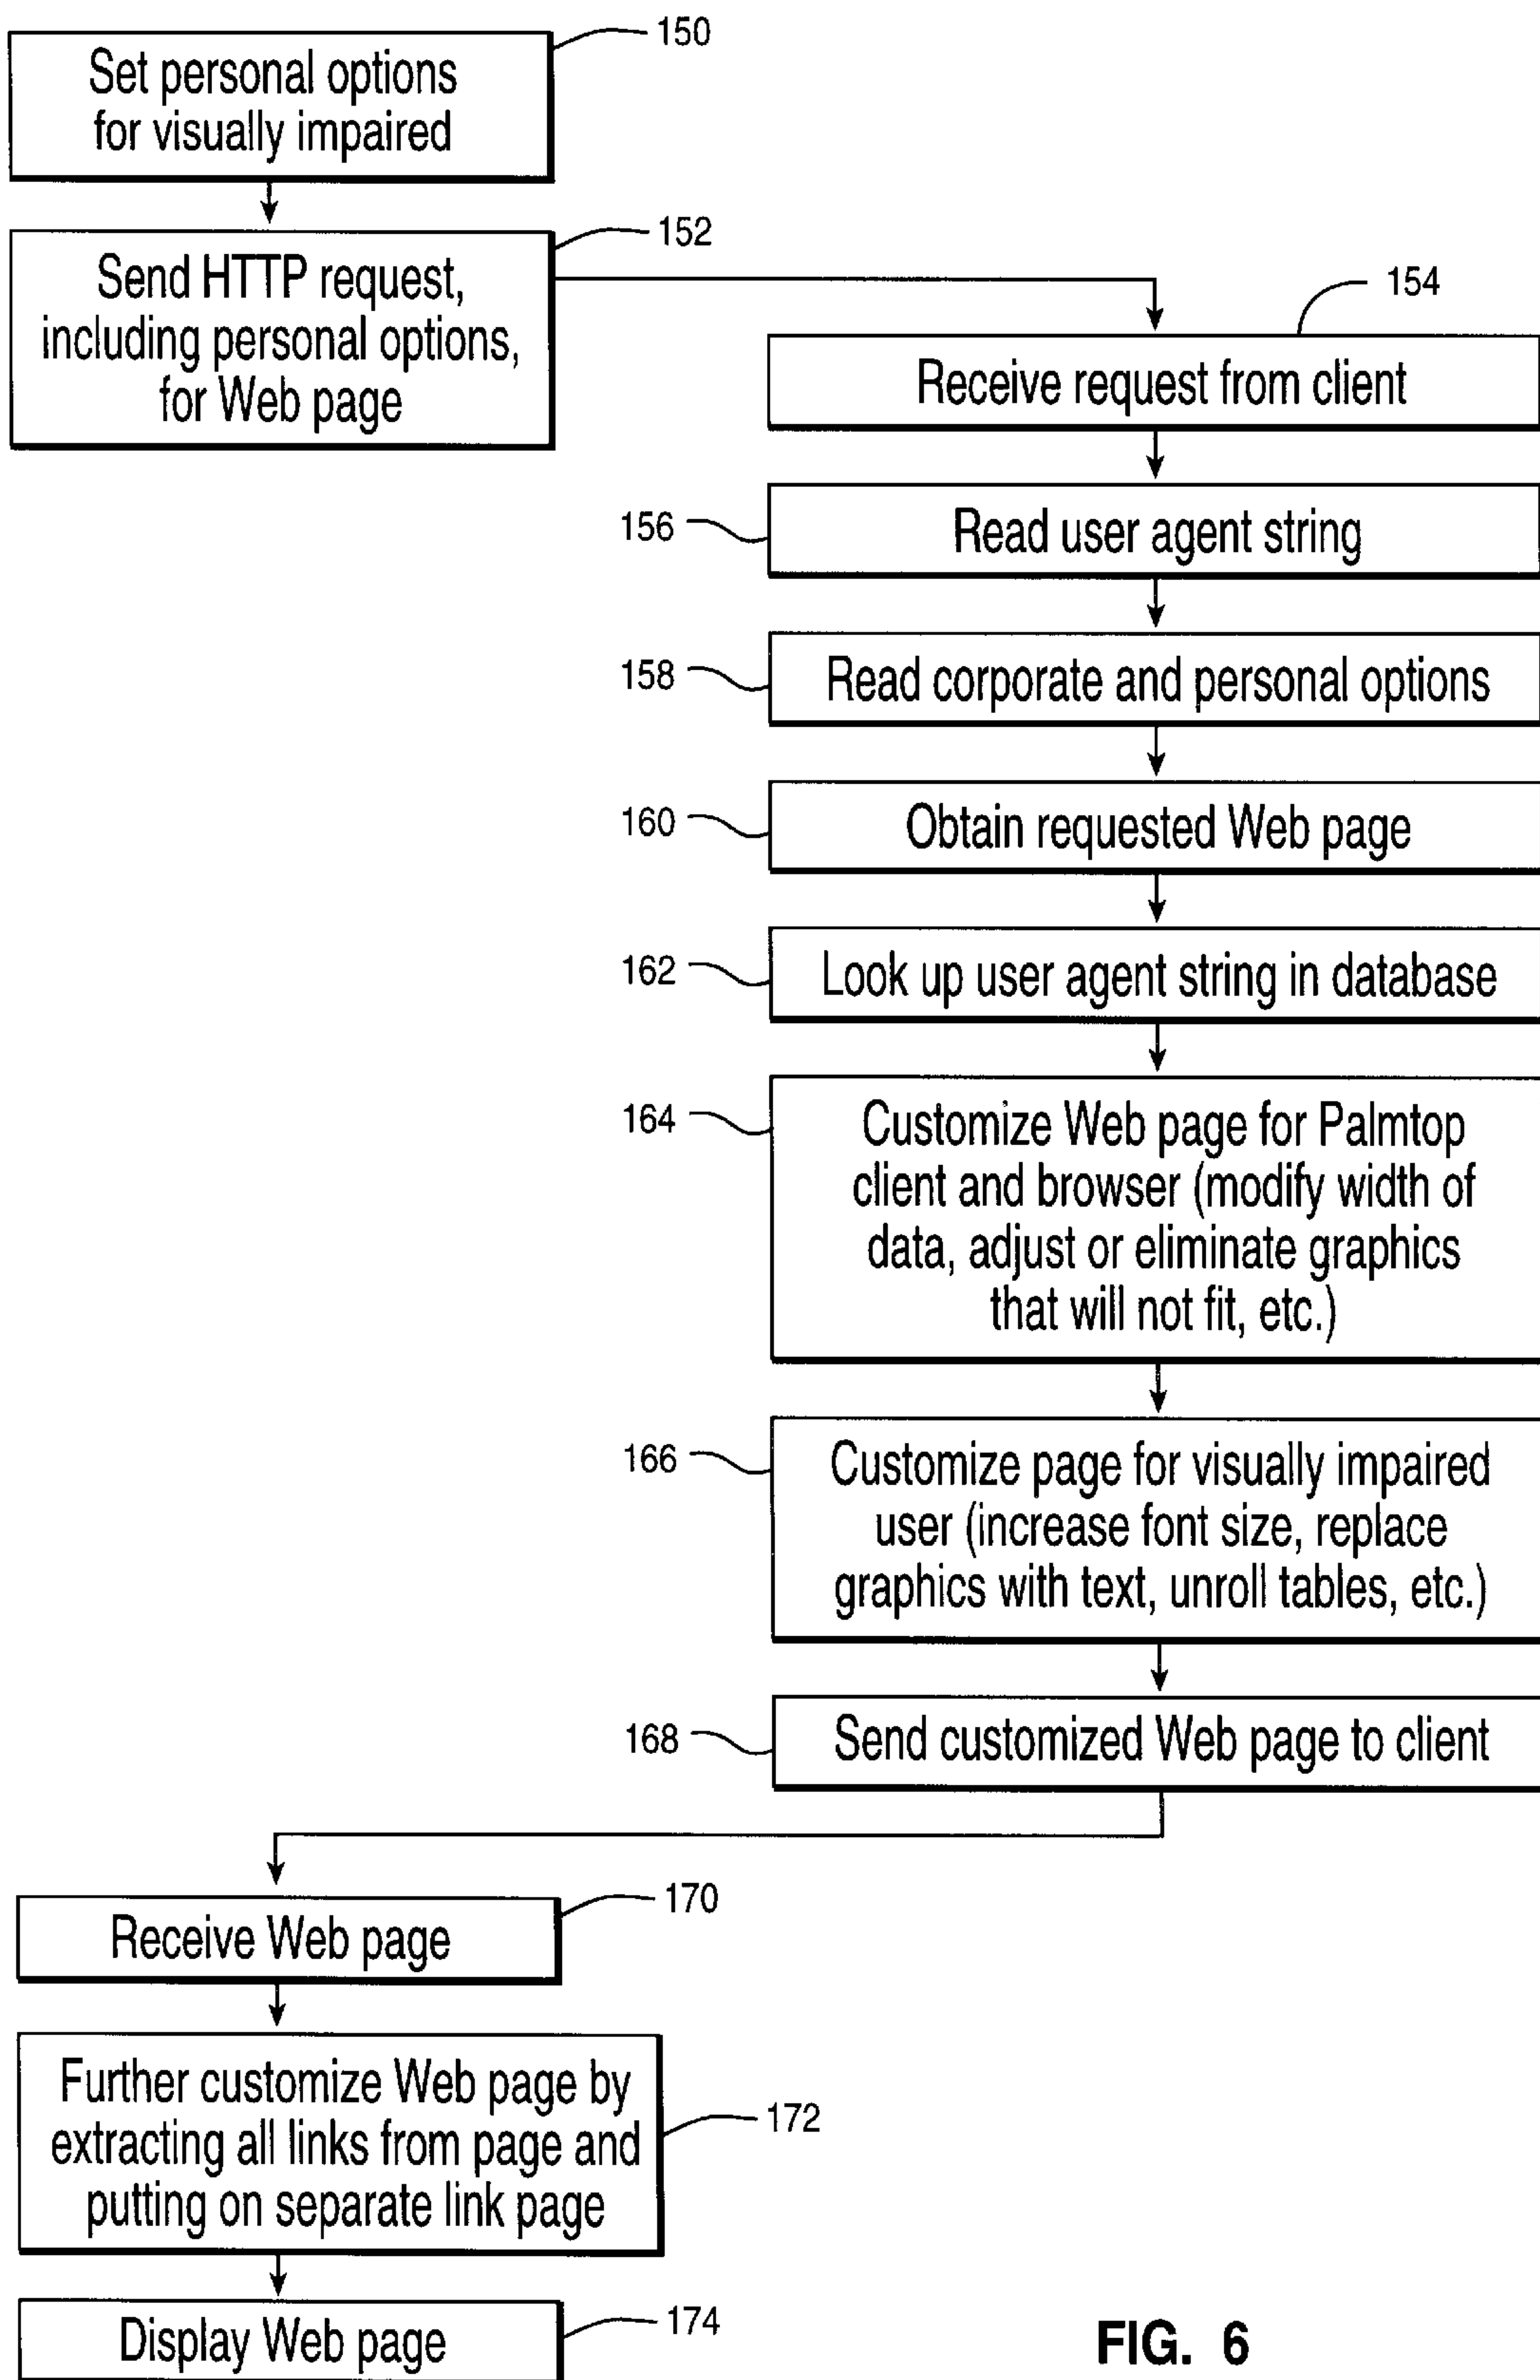 150
Set personal options
for visually impaired
152
Send HTTP request,
including personal options,
for Web page
154
Receive request from client
156
Read user agent string
158
Read corporate and personal options
160
Obtain requested Web page
162
Look up user agent string in database
164
Customize Web page for Palmtop
client and browser (modify width of
data, adjust or eliminate graphics
that will not fit, etc.)
166
Customize page for visually impaired
user (increase font size, replace
graphics with text, unroll tables, etc.)
168
Send customized Web page to client
170
Receive Web page
172
Further customize Web page by
extracting all links from page and
putting on separate link page
174
Display Web page
FIG. 6